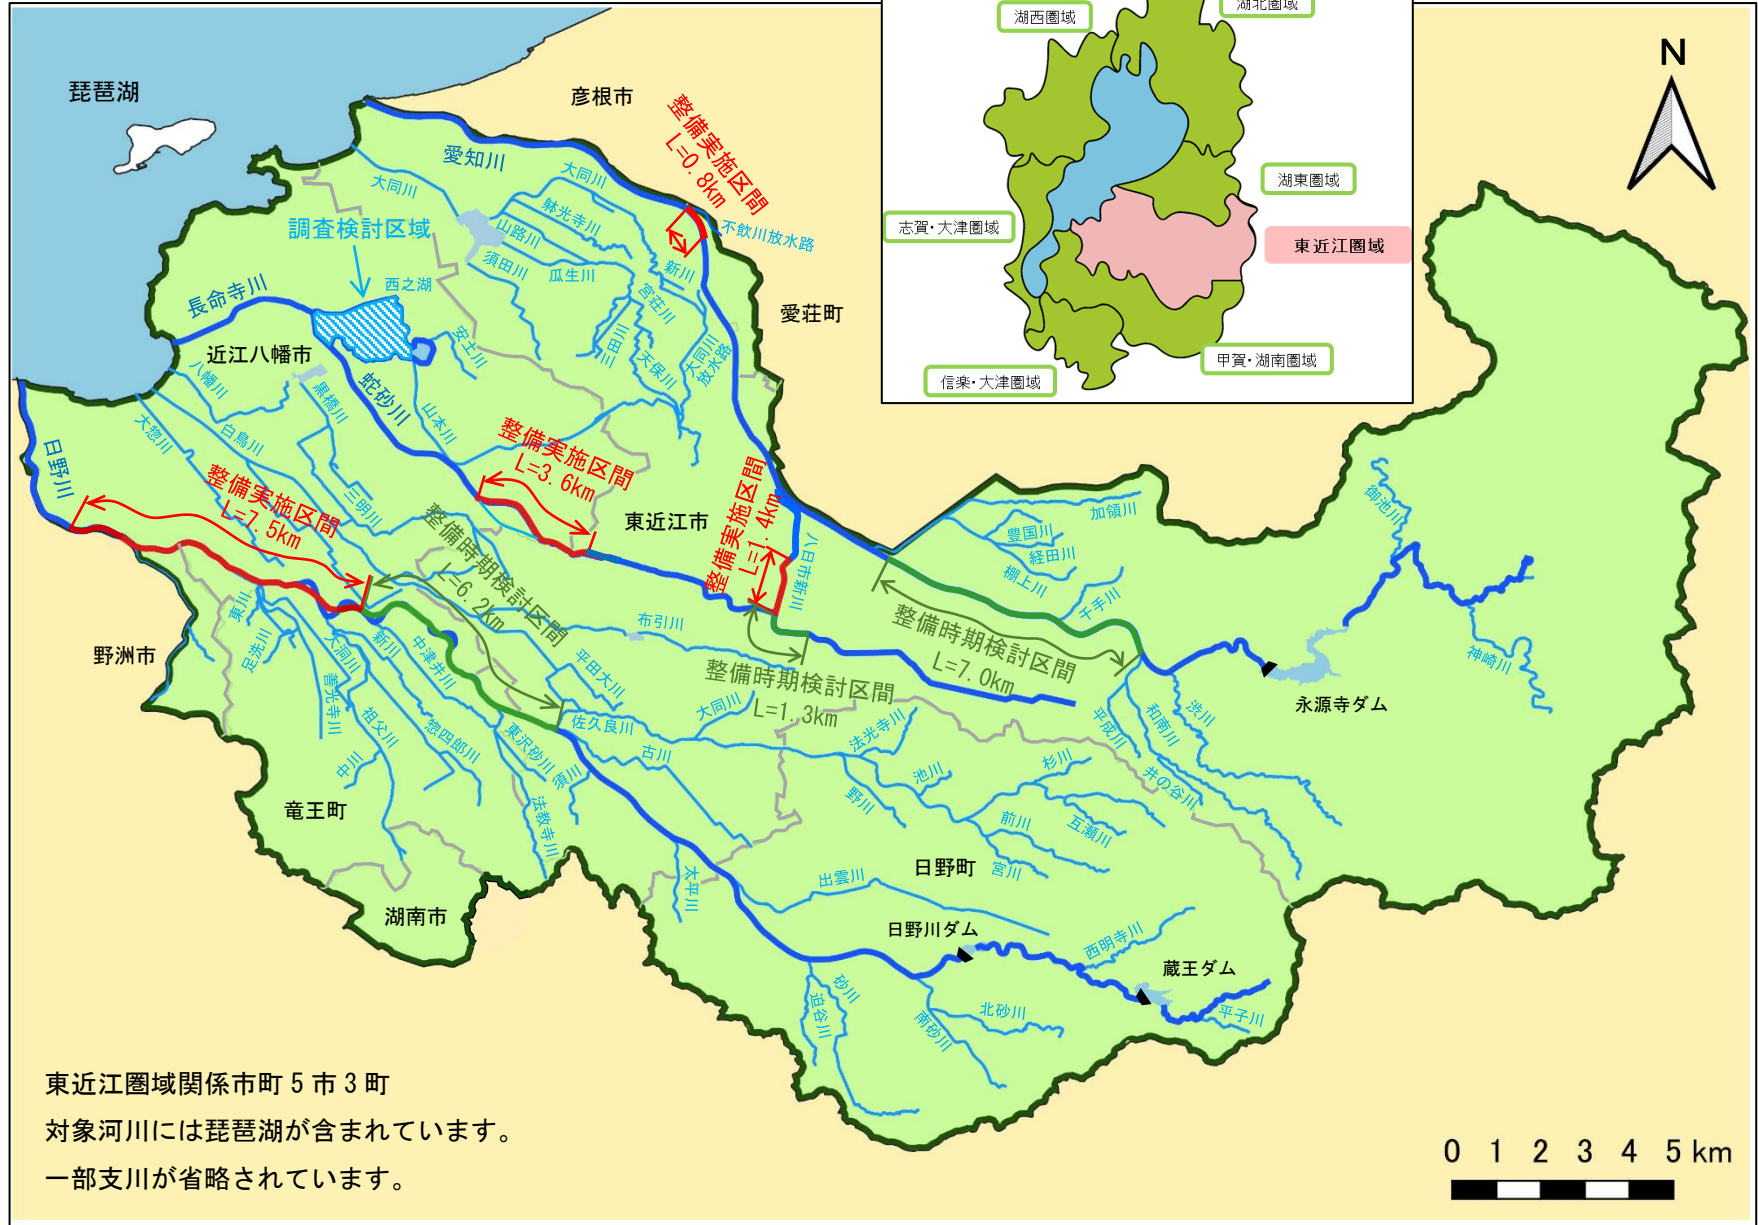 湖西圏域
湖北圏域
湖東圏域
志賀・大津圏域
東近江圏域
甲賀・湖南圏域
信楽・大津圏域
N
琵琶湖
彦根市
整備実施区間
L=0.8km
愛知川
大同川
大同川
躰光寺川
山路川
不飲川放水路
調査検討区域
須田川
瓜生川
新川
西之湖
宮荘川
長命寺川
愛荘町
安土川
三田川
天保川
大同川
放水路
近江八幡市
八幡川
黒橋川
蛇砂川
山本川
大惣川
白鳥川
日野川
整備実施区間
L=3.6km
整備実施区間
L=7.5km
三明川
東近江市
整備実施区間
L=1.4km
八日市新川
整備時期検討区間
L=6.2km
加領川
豊国川
経田川
棚上川
千手川
御池川
神崎川
整備時期検討区間
L=7.0km
永源寺ダム
布引川
整備時期検討区間
L=1.3km
野洲市
東川
足洗川
大洞川
新川
中津井川
平田大川
善光寺川
祖父川
惣四郎川
中川
東沢砂川
須川
法教寺川
佐久良川
古川
大同川
法光寺川
平成川
和南川
渋川
井の谷川
池川
杉川
野川
前川
互瀬川
宮川
竜王町
日野町
湖南市
太平川
出雲川
日野川ダム
西明寺川
蔵王ダム
平子川
砂川
迫谷川
南砂川
北砂川
東近江圏域関係市町5市3町
対象河川には琵琶湖が含まれています。
一部支川が省略されています。
0 1 2 3 4 5 km